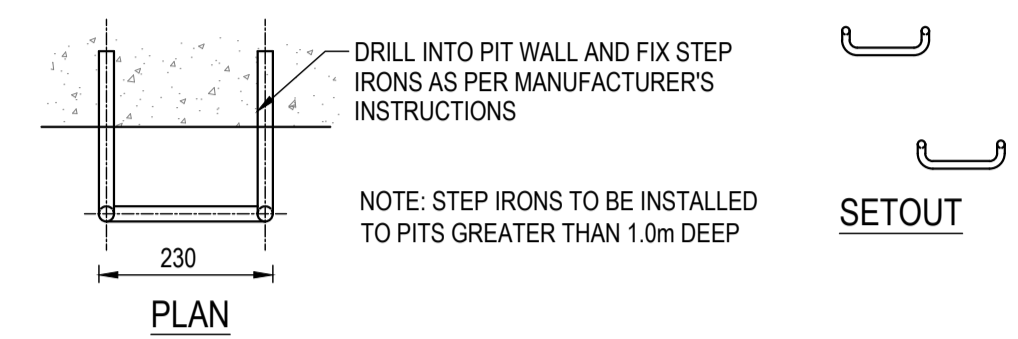 DRILL INTO PIT WALL AND FIX STEP
IRONS AS PER MANUFACTURER'S
INSTRUCTIONS
NOTE: STEP IRONS TO BE INSTALLED
TO PITS GREATER THAN 1.0m DEEP
230
PLAN
SETOUT